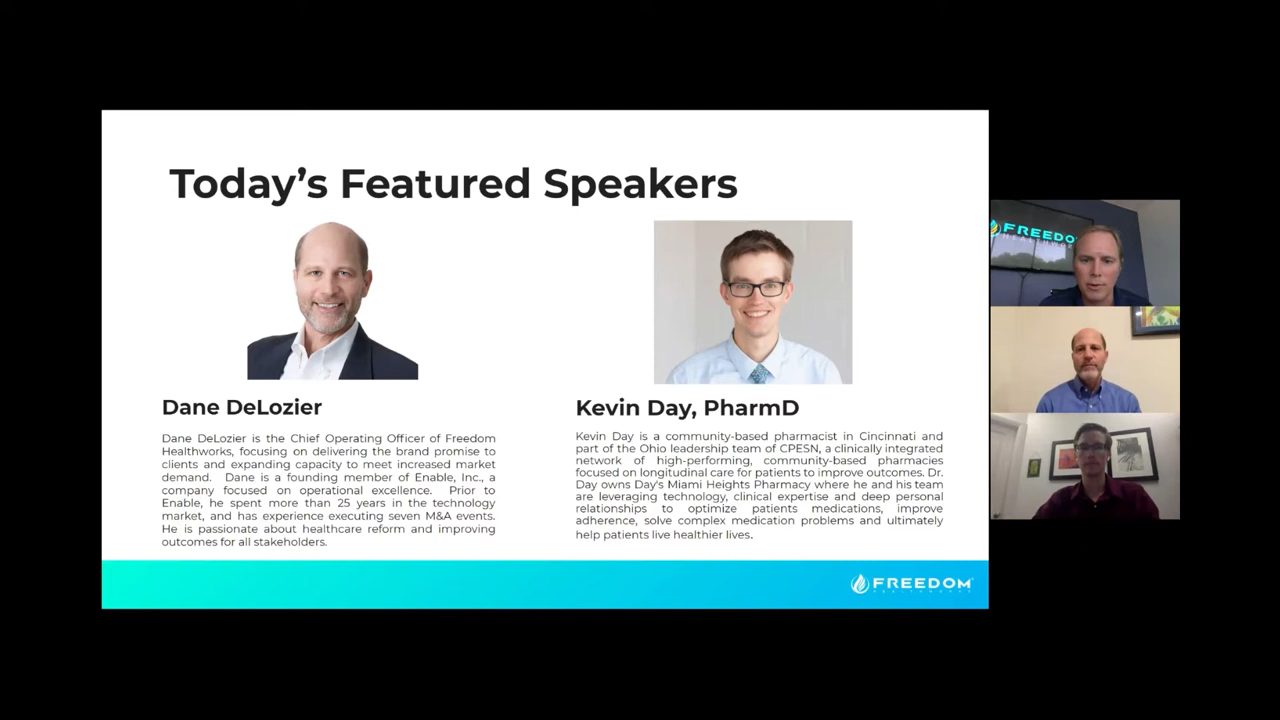 Today's Featured Speakers
Dane DeLozier
Dane DeLozier is the Chief Operating Officer of Freedom
Healthworks, focusing on delivering the brand promise to
clients and expanding capacity to meet increased market
demand. Dane is a founding member of Enable, Inc., a
company focused on operational excellence. Prior to
Enable, he spent more than 25 years in the technology
market, and has experience executing seven M&A events.
He is passionate about healthcare reform and improving
outcomes for all stakeholders.
Kevin Day, PharmD
Kevin Day is a community-based pharmacist in Cincinnati and
part of the Ohio leadership team of CPESN, a clinically integrated
network of high-performing, community-based pharmacies
focused on longitudinal care for patients to improve outcomes. Dr.
Day owns Day's Miami Heights Pharmacy where he and his team
are leveraging technology, clinical expertise and deep personal
relationships to optimize patients medications, improve
adherence, solve complex medication problems and ultimately
help patients live healthier lives.
FREEDOM
FREEDO